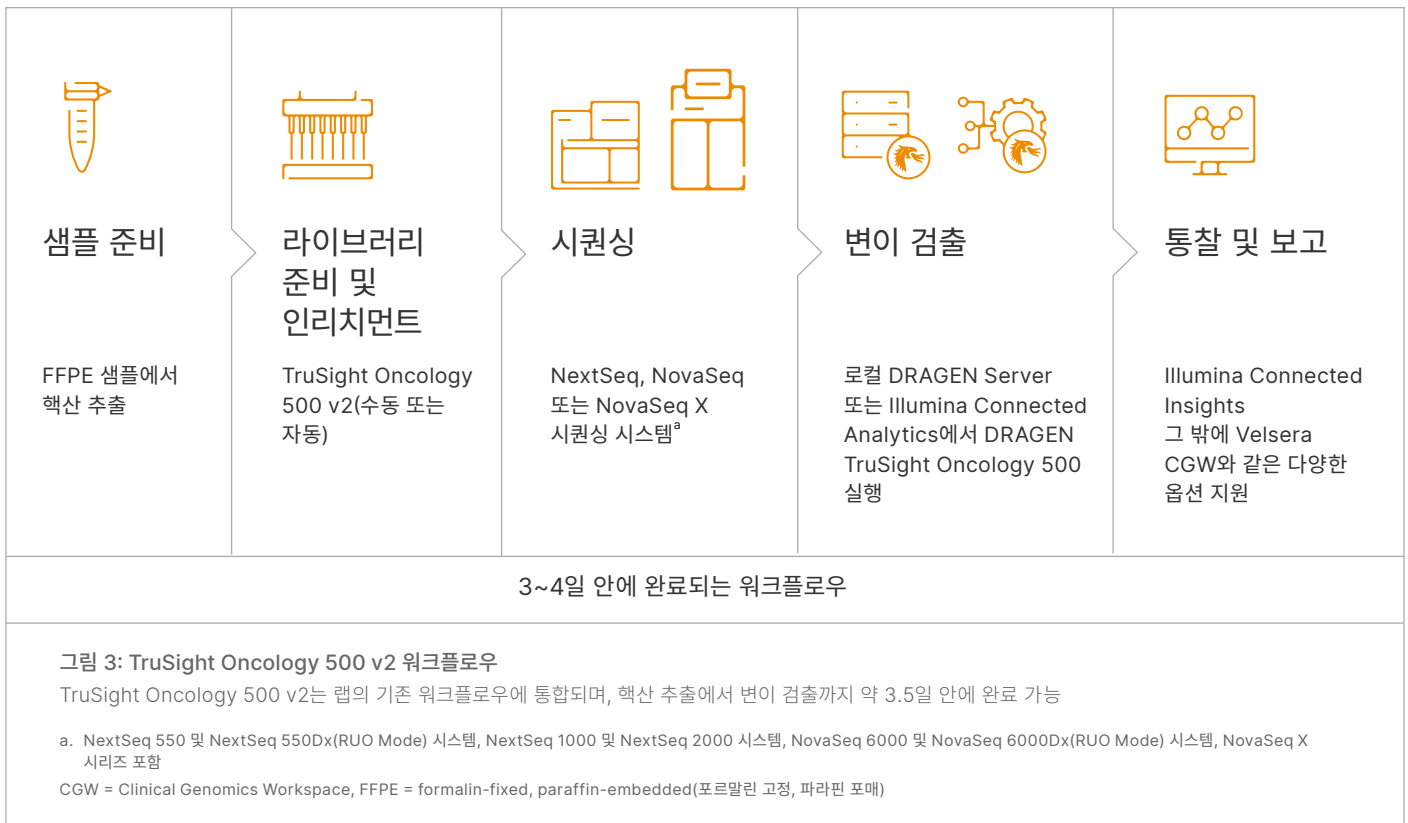 샘플 준비
FFPE 샘플에서
핵산 추출
라이브러리
준비 및
인리치먼트
TruSight Oncology
500 v2(수동 또는
자동)
시퀀싱
NextSeq, NovaSeq
또는 NovaSeq X
시퀀싱 시스템a
변이 검출
로컬 DRAGEN Server
또는 Illumina Connected
Analytics에서 DRAGEN
TruSight Oncology 500
실행
통찰 및 보고
Illumina Connected
Insights
그 밖에 Velsera
CGW와 같은 다양한
옵션 지원
3~4일 안에 완료되는 워크플로우
그림 3: TruSight Oncology 500 v2 워크플로우
TruSight Oncology 500 v2는 랩의 기존 워크플로우에 통합되며, 핵산 추출에서 변이 검출까지 약 3.5일 안에 완료 가능
a. NextSeq 550 및 NextSeq 550Dx(RUO Mode) 시스템, NextSeq 1000 및 NextSeq 2000 시스템, NovaSeq 6000 및 NovaSeq 6000Dx(RUO Mode) 시스템, NovaSeq X
시리즈 포함
CGW = Clinical Genomics Workspace, FFPE = formalin-fixed, paraffin-embedded(포르말린 고정, 파라핀 포매)